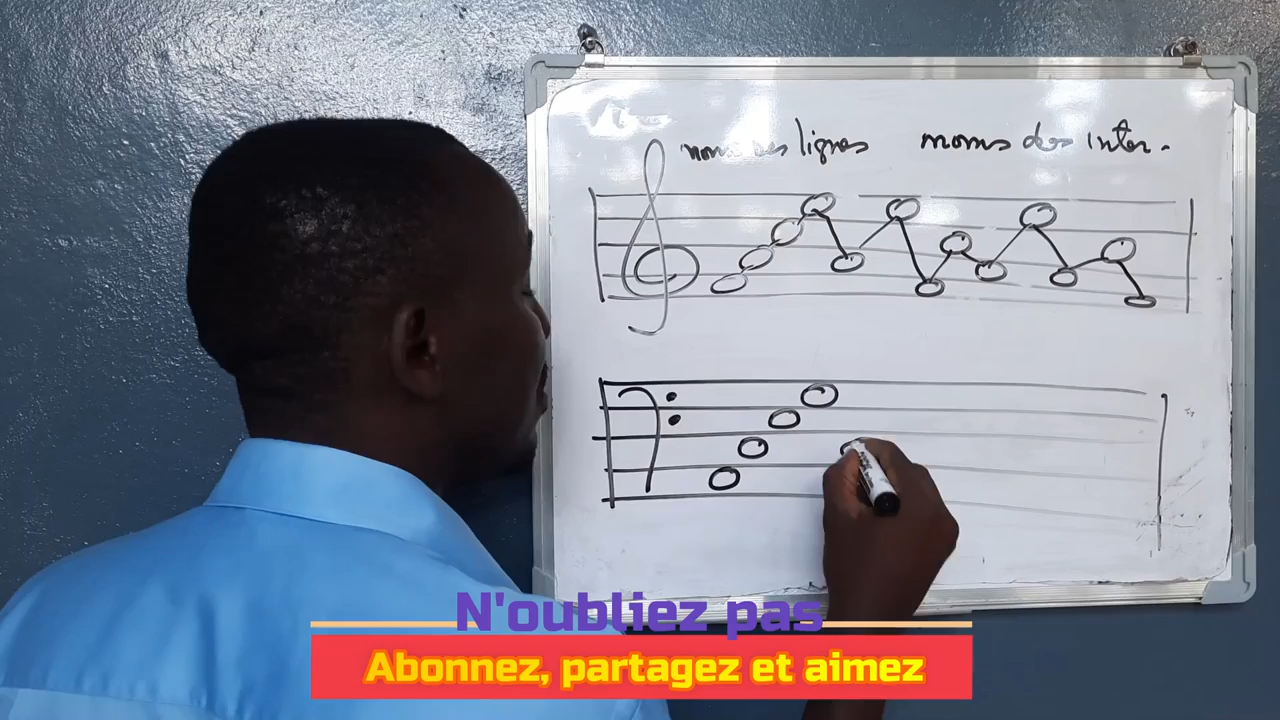 noms des lignes noms des inter.
N'oubliez pas
Abonnez, partagez et aimez